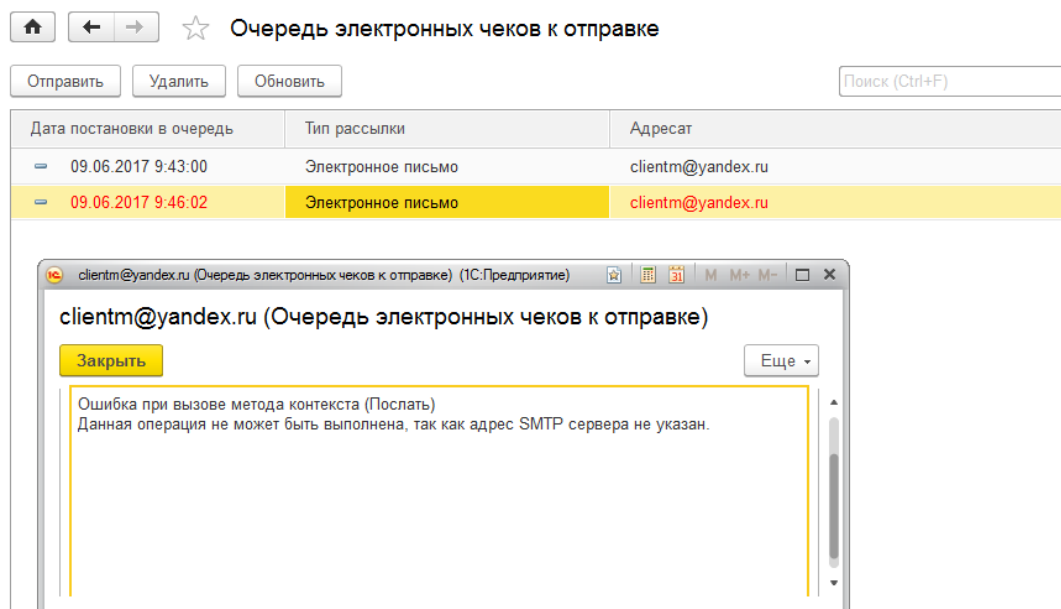 Очередь электронных чеков к отправке
Отправить Удалить Обновить Поиск (Ctrl+F)
Дата постановки в очередь Тип рассылки Адресат
09.06.2017 9:43:00 Электронное письмо clientm@yandex.ru
09.06.2017 9:46:02 Электронное письмо clientm@yandex.ru
1С clientm@yandex.ru (Очередь электронных чеков к отправке) (1С:Предприятие) 31 M M+ M-
clientm@yandex.ru (Очередь электронных чеков к отправке)
Закрыть Еще
Ошибка при вызове метода контекста (Послать)
Данная операция не может быть выполнена, так как адрес SMTP сервера не указан.